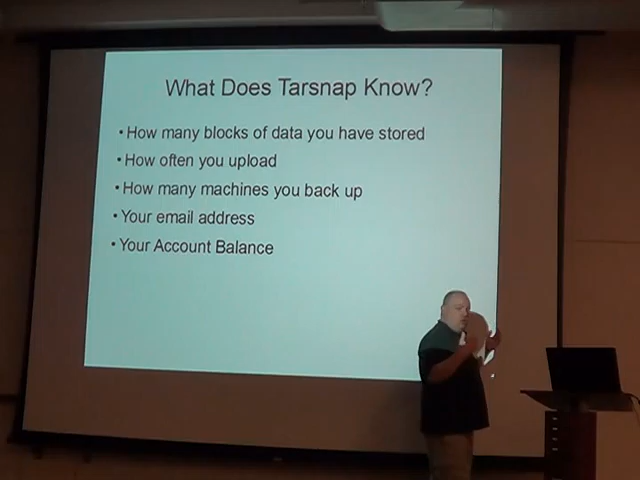 What Does Tarsnap Know?
• How many blocks of data you have stored
• How often you upload
• How many machines you back up
• Your email address
• Your Account Balance